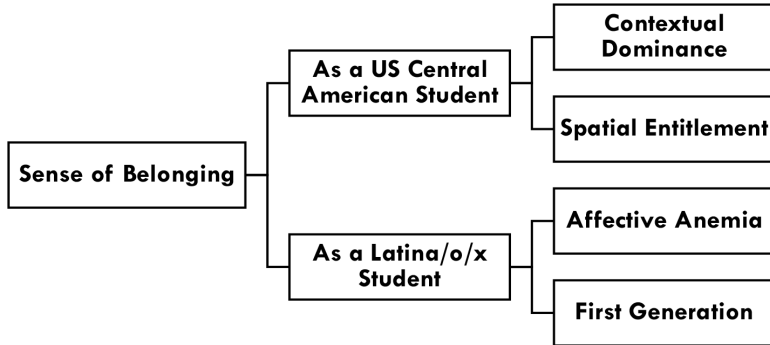 Sense of Belonging
As a US Central
American Student
Contextual
Dominance
Spatial Entitlement
As a Latina/o/x
Student
Affective Anemia
First Generation